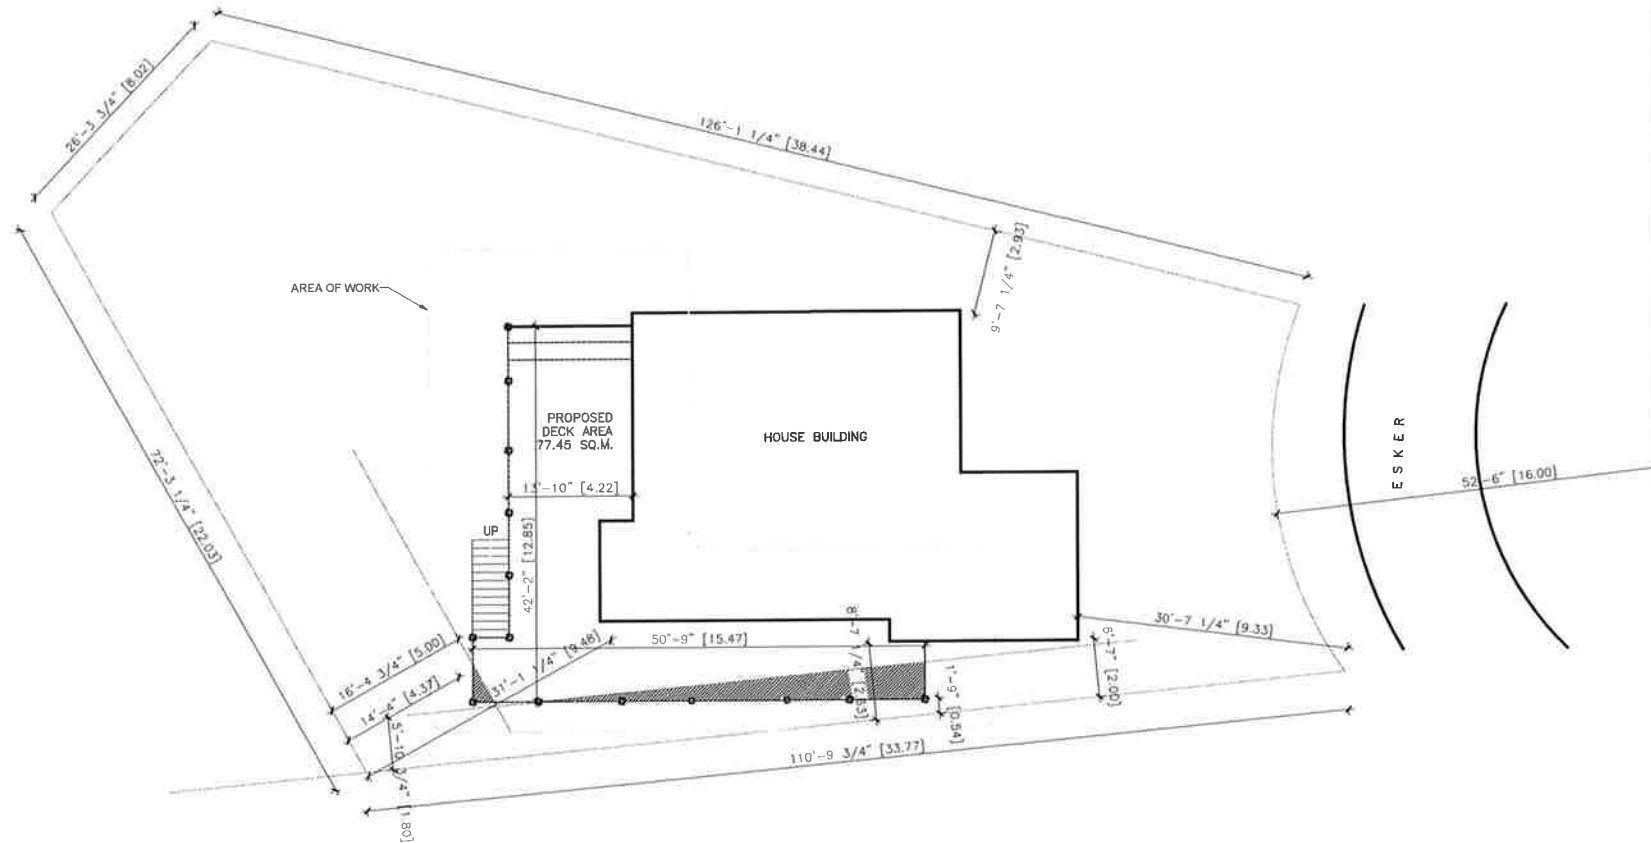 26'-3 3/4" [8.02]
126'-1 1/4" [38.44]
9'-7 1/4" [2.93]
AREA OF WORK
PROPOSED
DECK AREA
77.45 SQ.M.
HOUSE BUILDING
ESKER
52'-6" [16.00]
72'-3 1/4" [22.03]
13'-10" [4.22]
UP
42'-2" [12.85]
50'-9" [15.47]
8'-7 1/4" [2.63]
30'-7 1/4" [9.33]
6'-7" [2.00]
16'-4 3/4" [5.00]
31'-1 1/4" [9.48]
14'-4" [4.37]
1'-9" [0.54]
5'-10 3/4" [1.80]
110'-9 3/4" [33.77]